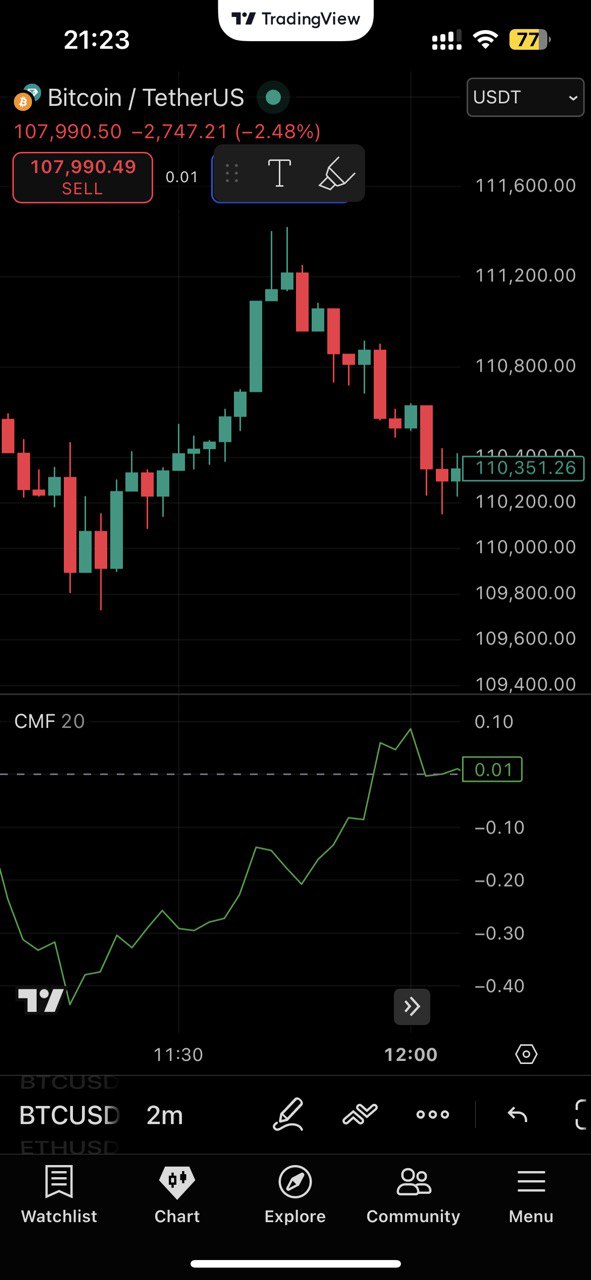 21:23
TradingView
77
Bitcoin / TetherUS
USDT
107,990.50 −2,747.21 (−2.48%)
107,990.49
SELL
0.01
T
111,600.00
111,200.00
110,800.00
110,400.00
110,351.26
110,200.00
110,000.00
109,800.00
109,600.00
109,400.00
CMF 20
0.10
0.01
−0.10
−0.20
−0.30
−0.40
11:30
12:00
BTCUSD
BTCUSD
2m
ETHUSD
Watchlist
Chart
Explore
Community
Menu